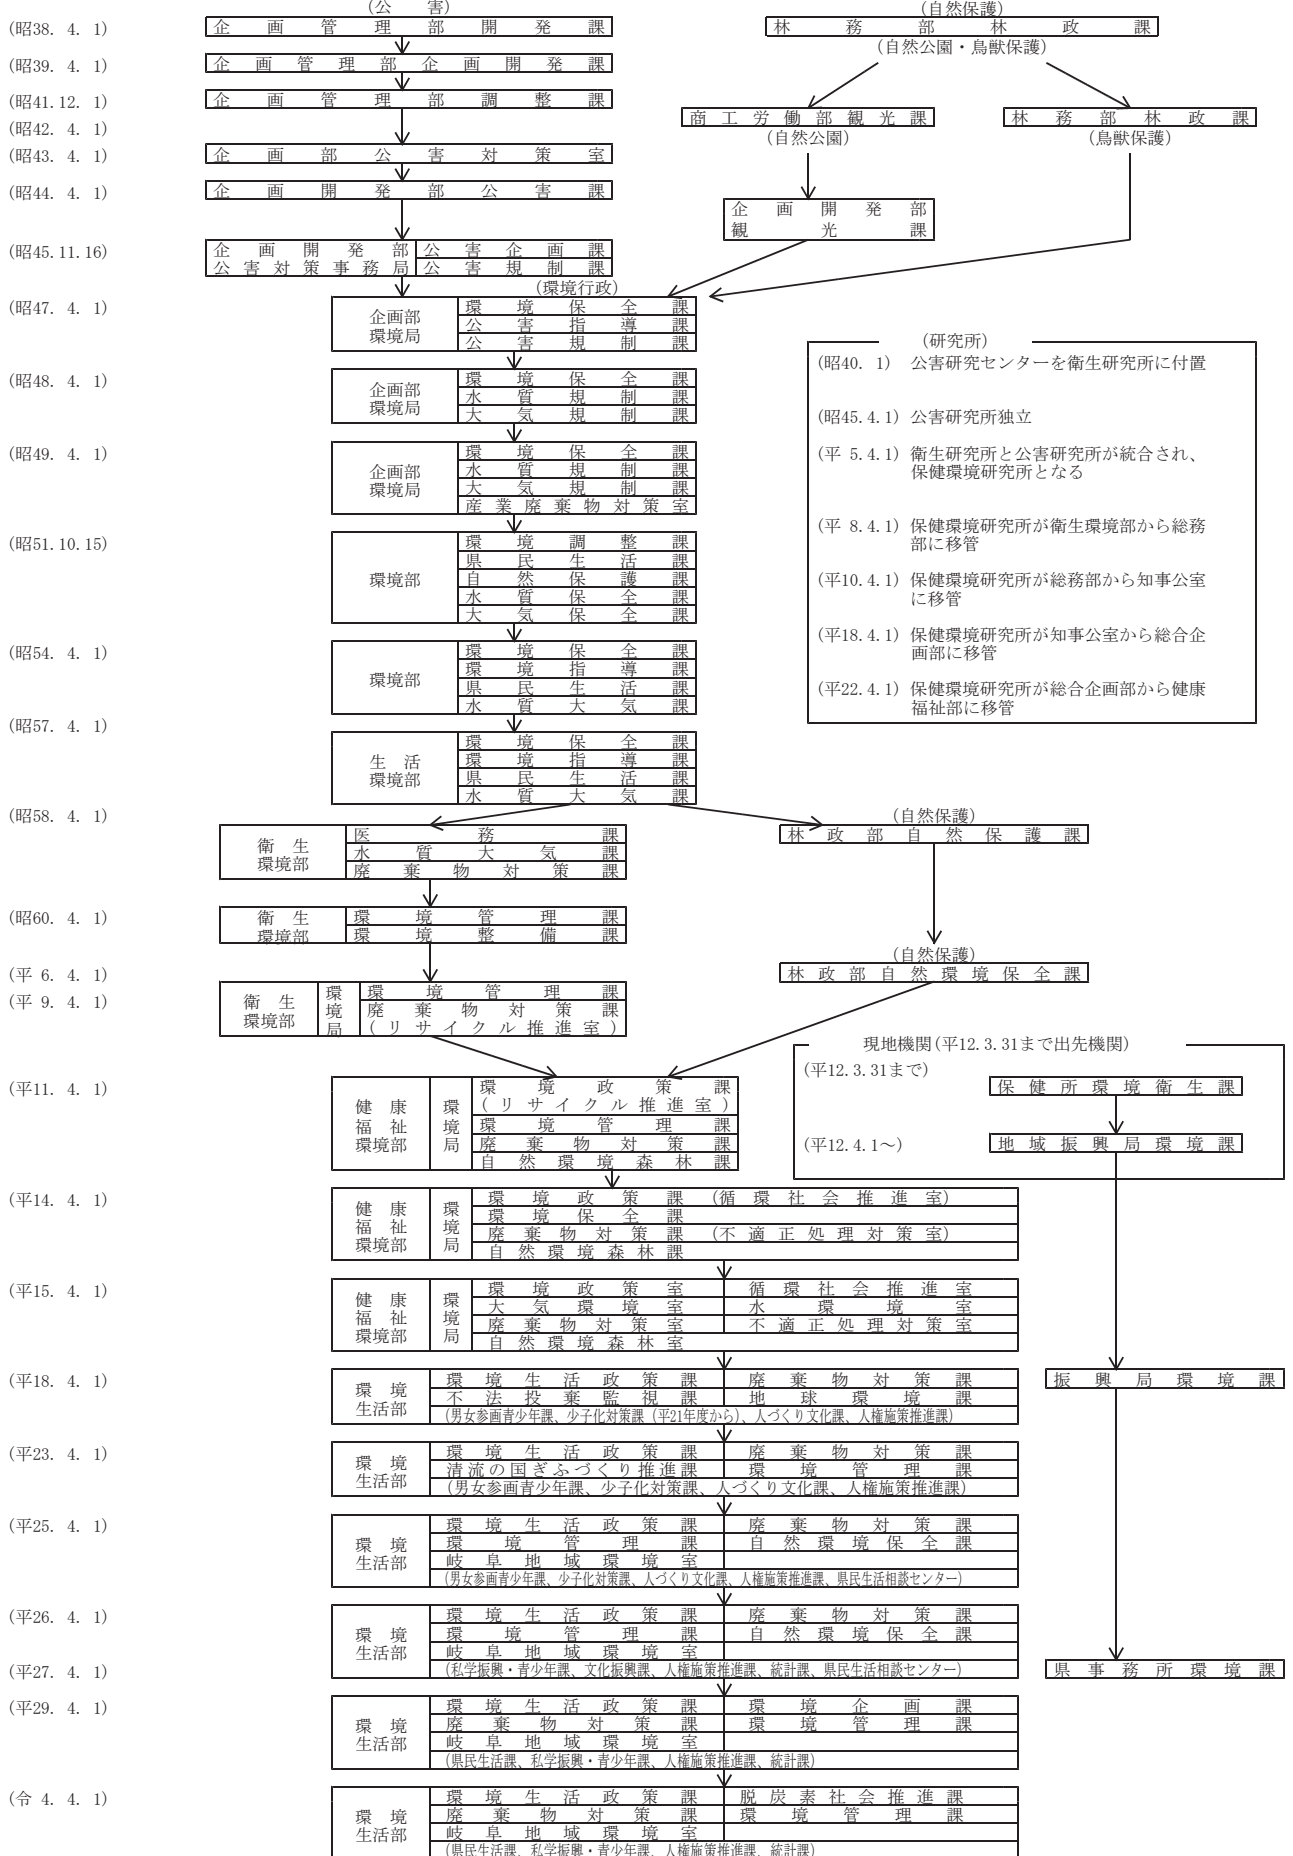 (公　害)
(自然保護)
(昭38. 4. 1)
企画管理部開発課
林務部林政課
(自然公園・鳥獣保護)
(昭39. 4. 1)
企画管理部企画開発課
(昭41.12. 1)
企画管理部調整課
商工労働部観光課
林務部林政課
(昭42. 4. 1)
(自然公園)
(鳥獣保護)
(昭43. 4. 1)
企画部公害対策室
(昭44. 4. 1)
企画開発部公害課
企画開発部
観光課
(昭45.11.16)
企画開発部
公害対策事務局
公害企画課
公害規制課
(環境行政)
(昭47. 4. 1)
企画部
環境局
環境保全課
公害指導課
公害規制課
(研究所)
(昭40. 1)　公害研究センターを衛生研究所に付置
(昭45.4.1) 公害研究所独立
(平 5.4.1) 衛生研究所と公害研究所が統合され、
保健環境研究所となる
(平 8.4.1) 保健環境研究所が衛生環境部から総務
部に移管
(平10.4.1) 保健環境研究所が総務部から知事公室
に移管
(平18.4.1) 保健環境研究所が知事公室から総合企
画部に移管
(平22.4.1) 保健環境研究所が総合企画部から健康
福祉部に移管
(昭48. 4. 1)
企画部
環境局
環境保全課
水質規制課
大気規制課
(昭49. 4. 1)
企画部
環境局
環境保全課
水質規制課
大気規制課
産業廃棄物対策室
(昭51.10.15)
環境部
環境調整課
県民生活課
自然保護課
水質保全課
大気保全課
(昭54. 4. 1)
環境部
環境保全課
環境指導課
県民生活課
水質大気課
(昭57. 4. 1)
生　活
環境部
環境保全課
環境指導課
県民生活課
水質大気課
(昭58. 4. 1)
(自然保護)
衛　生
環境部
医務課
水質大気課
廃棄物対策課
林政部自然保護課
(昭60. 4. 1)
衛　生
環境部
環境管理課
環境整備課
(自然保護)
(平 6. 4. 1)
林政部自然環境保全課
(平 9. 4. 1)
衛　生
環境部
環境局
環境管理課
廃棄物対策課
(リサイクル推進室)
現地機関(平12.3.31まで出先機関)
(平12.3.31まで)
保健所環境衛生課
(平12.4.1～)
地域振興局環境課
(平11. 4. 1)
健　康
福　祉
環境部
環境局
環境政策課
(リサイクル推進室)
環境管理課
廃棄物対策課
自然環境森林課
(平14. 4. 1)
健　康
福　祉
環境部
環境局
環境政策課 (循環社会推進室)
環境保全課
廃棄物対策課 (不適正処理対策室)
自然環境森林課
(平15. 4. 1)
健　康
福　祉
環境部
環境局
環境政策室　循環社会推進室
大気環境室　水環境室
廃棄物対策室　不適正処理対策室
自然環境森林室
(平18. 4. 1)
環　境
生活部
環境生活政策課　廃棄物対策課
不法投棄監視課　地球環境課
(男女参画青少年課、少子化対策課（平21年度から）、人づくり文化課、人権施策推進課)
振興局環境課
(平23. 4. 1)
環　境
生活部
環境生活政策課　廃棄物対策課
清流の国ぎふづくり推進課　環境管理課
(男女参画青少年課、少子化対策課、人づくり文化課、人権施策推進課)
(平25. 4. 1)
環　境
生活部
環境生活政策課　廃棄物対策課
環境管理課　自然環境保全課
岐阜地域環境室
(男女参画青少年課、少子化対策課、人づくり文化課、人権施策推進課、県民生活相談センター)
(平26. 4. 1)
環　境
生活部
環境生活政策課　廃棄物対策課
環境管理課　自然環境保全課
岐阜地域環境室
(私学振興・青少年課、文化振興課、人権施策推進課、統計課、県民生活相談センター)
(平27. 4. 1)
県事務所環境課
(平29. 4. 1)
環　境
生活部
環境生活政策課　環境企画課
廃棄物対策課　環境管理課
岐阜地域環境室
(県民生活課、私学振興・青少年課、人権施策推進課、統計課)
(令 4. 4. 1)
環　境
生活部
環境生活政策課　脱炭素社会推進課
廃棄物対策課　環境管理課
岐阜地域環境室
(県民生活課、私学振興・青少年課、人権施策推進課、統計課)